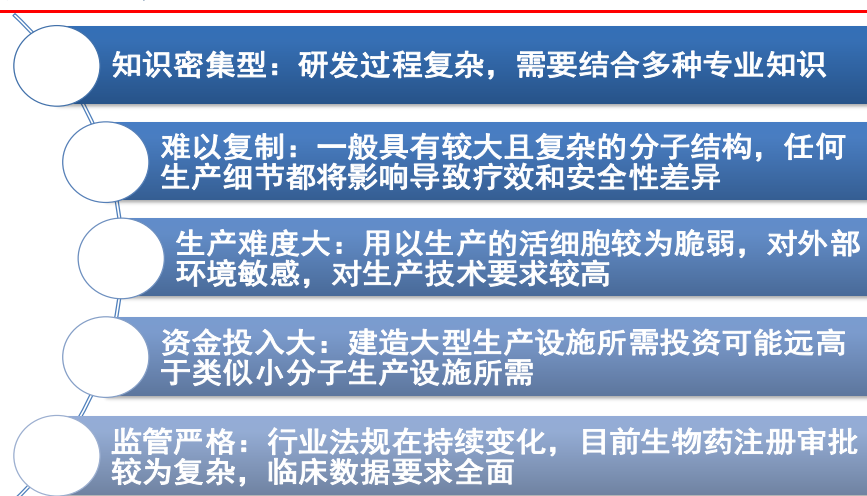 知识密集型：研发过程复杂，需要结合多种专业知识
难以复制：一般具有较大且复杂的分子结构，任何
生产细节都将影响导致疗效和安全性差异
生产难度大：用以生产的活细胞较为脆弱，对外部
环境敏感，对生产技术要求较高
资金投入大：建造大型生产设施所需投资可能远高
于类似小分子生产设施所需
监管严格：行业法规在持续变化，目前生物药注册审批
较为复杂，临床数据要求全面